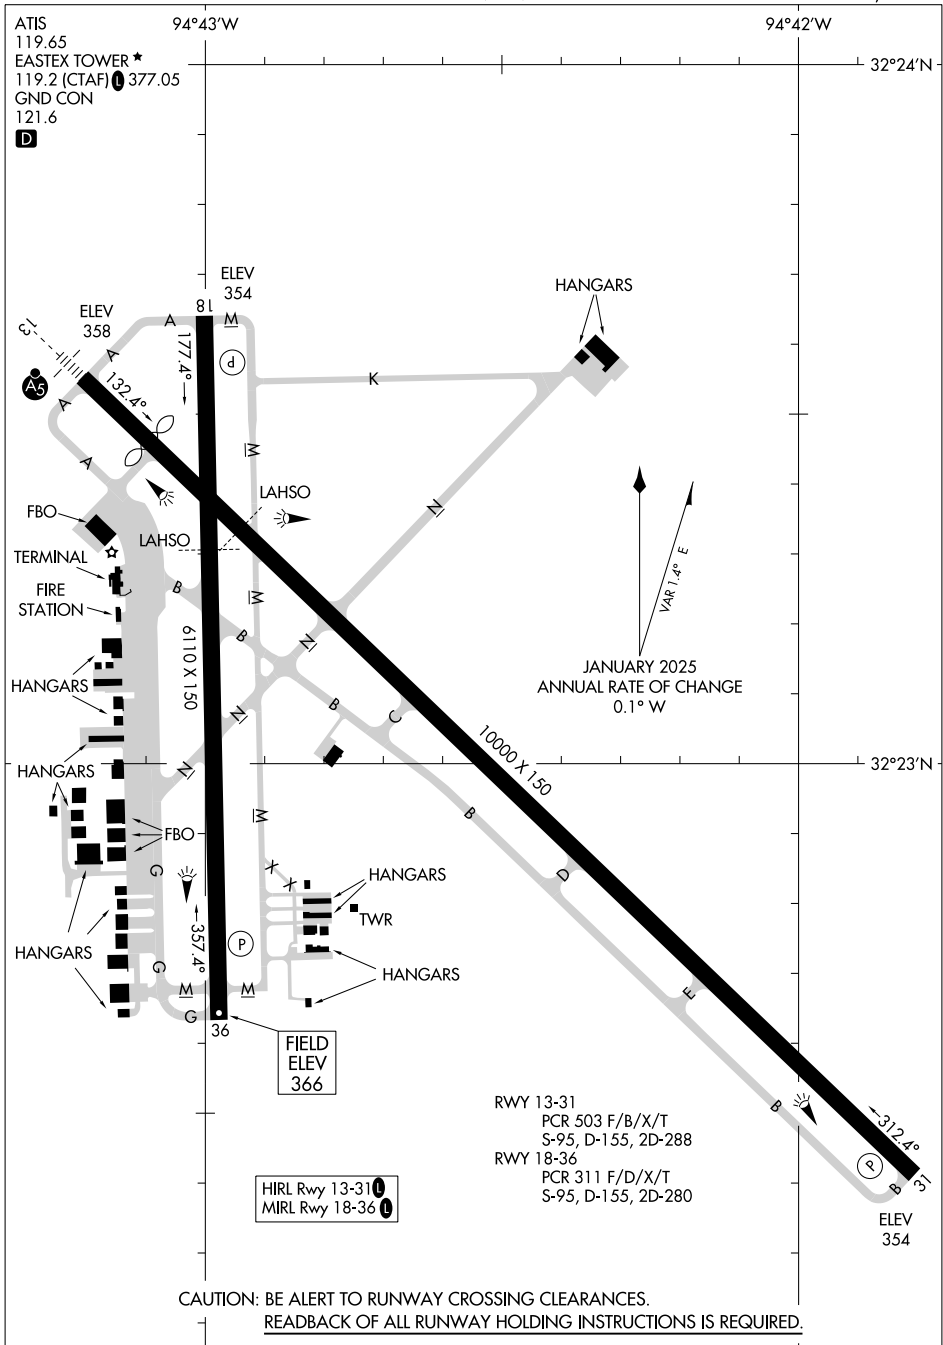 ATIS
119.65
EASTEX TOWER ★
119.2 (CTAF) L 377.05
GND CON
121.6
D
94°43'W
94°42'W
32°24'N
ELEV
354
ELEV
358
HANGARS
18
A
M
13
A
P
177.4°
A5
132.4°
K
A
M
A
LAHSO
N
FBO
LAHSO
TERMINAL
VAR 1.4° E
FIRE
STATION
B
M
B
N
6110 X 150
JANUARY 2025
ANNUAL RATE OF CHANGE
0.1° W
HANGARS
B
C
N
10000 X 150
HANGARS
N
32°23'N
M
B
FBO
G
X
X
D
HANGARS
TWR
357.4°
P
HANGARS
G
HANGARS
M
M
E
G
36
FIELD
ELEV
366
RWY 13-31
PCR 503 F/B/X/T
S-95, D-155, 2D-288
RWY 18-36
PCR 311 F/D/X/T
S-95, D-155, 2D-280
B
312.4°
P
B
31
HIRL Rwy 13-31 L
MIRL Rwy 18-36 L
ELEV
354
CAUTION: BE ALERT TO RUNWAY CROSSING CLEARANCES.
READBACK OF ALL RUNWAY HOLDING INSTRUCTIONS IS REQUIRED.